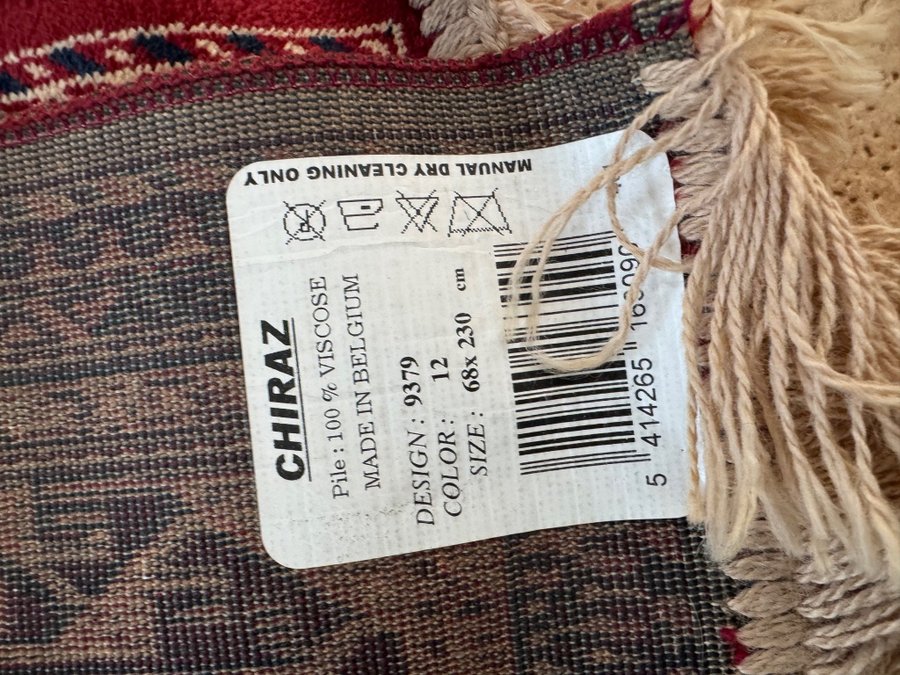 CHIRAZ
Pile : 100 % VISCOSE
MADE IN BELGIUM
DESIGN : 9379
COLOR : 12
SIZE : 68x 230 cm
5 414265
MANUAL DRY CLEANING ONLY